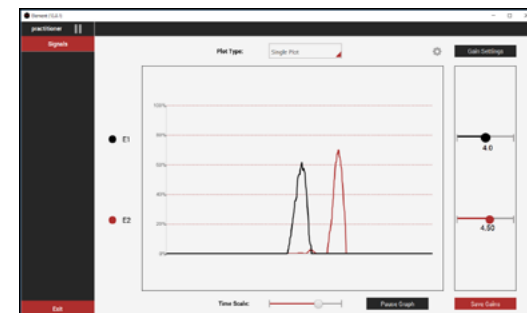 practitioner
Signals
Plot Type:
Single Plot
Gain Settings
100%
80%
60%
40%
20%
0%
E1
E2
4.0
4.50
Time Scale:
Pause Graph
Save Gains
Exit